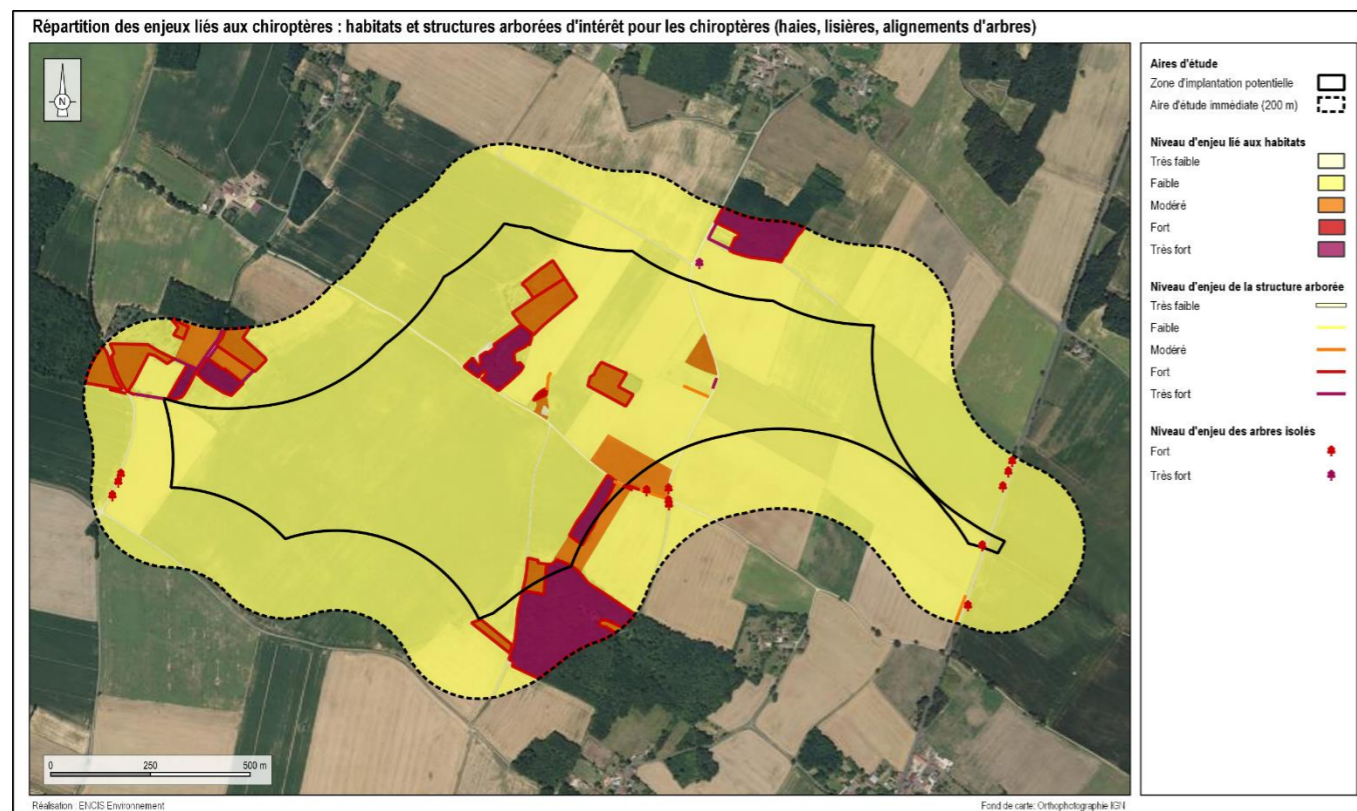 Répartition des enjeux liés aux chiroptères : habitats et structures arborées d'intérêt pour les chiroptères (haies, lisières, alignements d'arbres)
N
Aires d'étude
Zone d'implantation potentielle
Aire d'étude immédiate (200 m)
Niveau d'enjeu lié aux habitats
Très faible
Faible
Modéré
Fort
Très fort
Niveau d'enjeu de la structure arborée
Très faible
Faible
Modéré
Fort
Très fort
Niveau d'enjeu des arbres isolés
Fort
Très fort
0 250 500 m
Réalisation : ENCIS Environnement
Fond de carte: Orthophotographie IGN